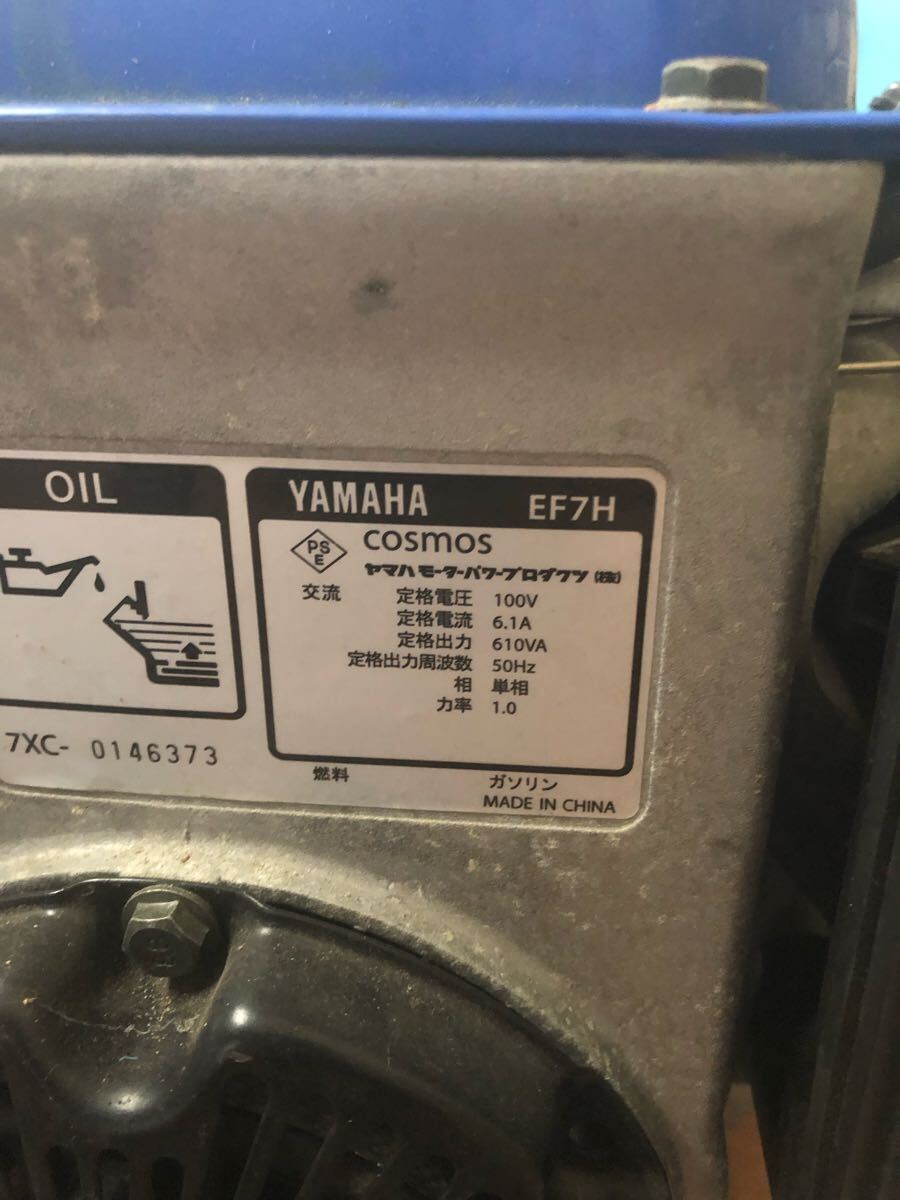 OIL
7XC- 0146373
YAMAHA EF7H
PS
E
cosmos
ヤマハモーターパワープロダクツ(株)
交流 定格電圧 100V
定格電流 6.1A
定格出力 610VA
定格出力周波数 50Hz
相 単相
力率 1.0
燃料 ガソリン
MADE IN CHINA